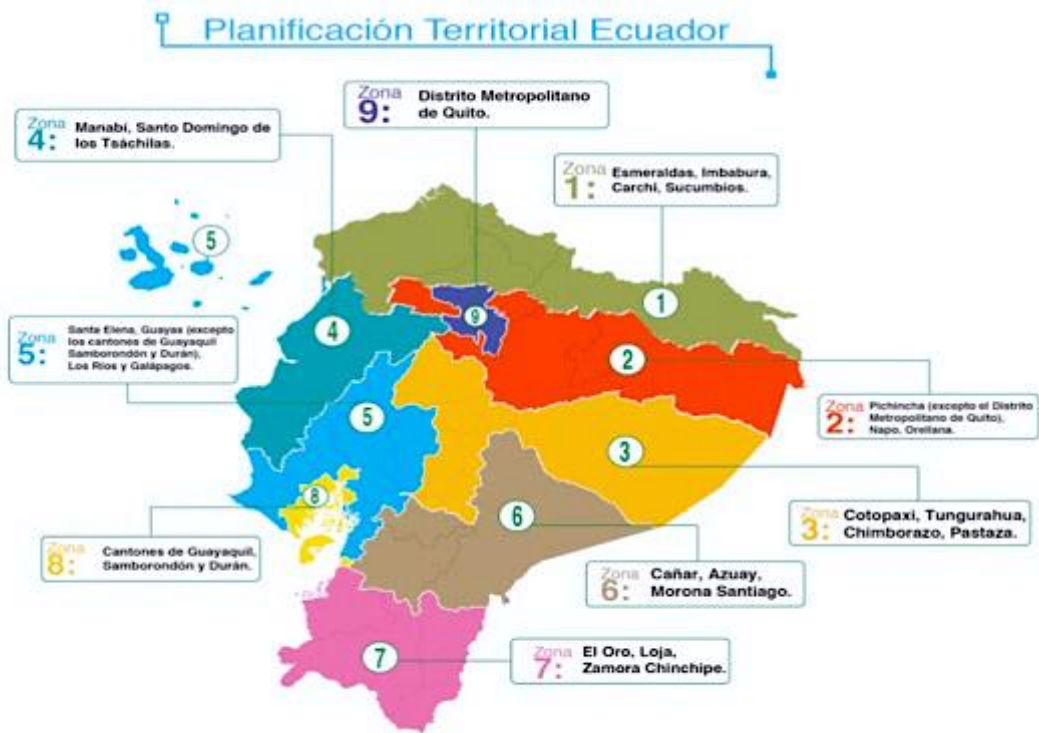 Planificación Territorial Ecuador
Zona 9: Distrito Metropolitano
de Quito.
Zona 4: Manabí, Santo Domingo de
los Tsáchilas.
Zona 1: Esmeraldas, Imbabura,
Carchi, Sucumbios.
5
1
4
9
2
Zona 5: Santa Elena, Guayas (excepto
los cantones de Guayaquil
Samborondón y Durán),
Los Ríos y Galápagos.
5
Zona 2: Pichincha (excepto el Distrito
Metropolitano de Quito),
Napo, Orellana.
3
8
6
Zona 3: Cotopaxi, Tungurahua,
Chimborazo, Pastaza.
Zona 8: Cantones de Guayaquil,
Samborondón y Durán.
Zona 6: Cañar, Azuay,
Morona Santiago.
7
Zona 7: El Oro, Loja,
Zamora Chinchipe.